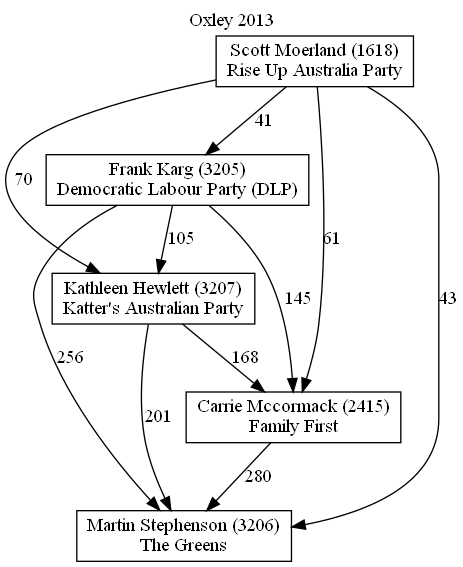 Oxley 2013
Scott Moerland (1618)
Rise Up Australia Party
41
Frank Karg (3205)
Democratic Labour Party (DLP)
70
105
61
Kathleen Hewlett (3207)
Katter's Australian Party
145
43
256
168
201
Carrie Mccormack (2415)
Family First
280
Martin Stephenson (3206)
The Greens